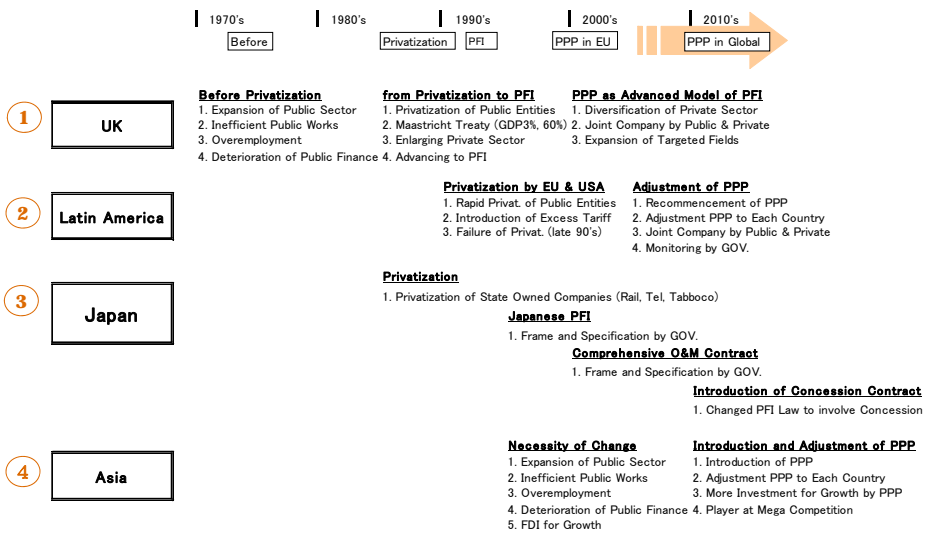 1970's 1980's 1990's 2000's 2010's
Before Privatization PFI PPP in EU PPP in Global
1
UK
Before Privatization
1. Expansion of Public Sector
2. Inefficient Public Works
3. Overemployment
4. Deterioration of Public Finance
from Privatization to PFI
1. Privatization of Public Entities
2. Maastricht Treaty (GDP3%, 60%)
3. Enlarging Private Sector
4. Advancing to PFI
PPP as Advanced Model of PFI
1. Diversification of Private Sector
2. Joint Company by Public & Private
3. Expansion of Targeted Fields
2
Latin America
Privatization by EU & USA
1. Rapid Privat. of Public Entities
2. Introduction of Excess Tariff
3. Failure of Privat. (late 90's)
Adjustment of PPP
1. Recommencement of PPP
2. Adjustment PPP to Each Country
3. Joint Company by Public & Private
4. Monitoring by GOV.
3
Japan
Privatization
1. Privatization of State Owned Companies (Rail, Tel, Tabboco)
Japanese PFI
1. Frame and Specification by GOV.
Comprehensive O&M Contract
1. Frame and Specification by GOV.
Introduction of Concession Contract
1. Changed PFI Law to involve Concession
4
Asia
Necessity of Change
1. Expansion of Public Sector
2. Inefficient Public Works
3. Overemployment
4. Deterioration of Public Finance
5. FDI for Growth
Introduction and Adjustment of PPP
1. Introduction of PPP
2. Adjustment PPP to Each Country
3. More Investment for Growth by PPP
4. Player at Mega Competition